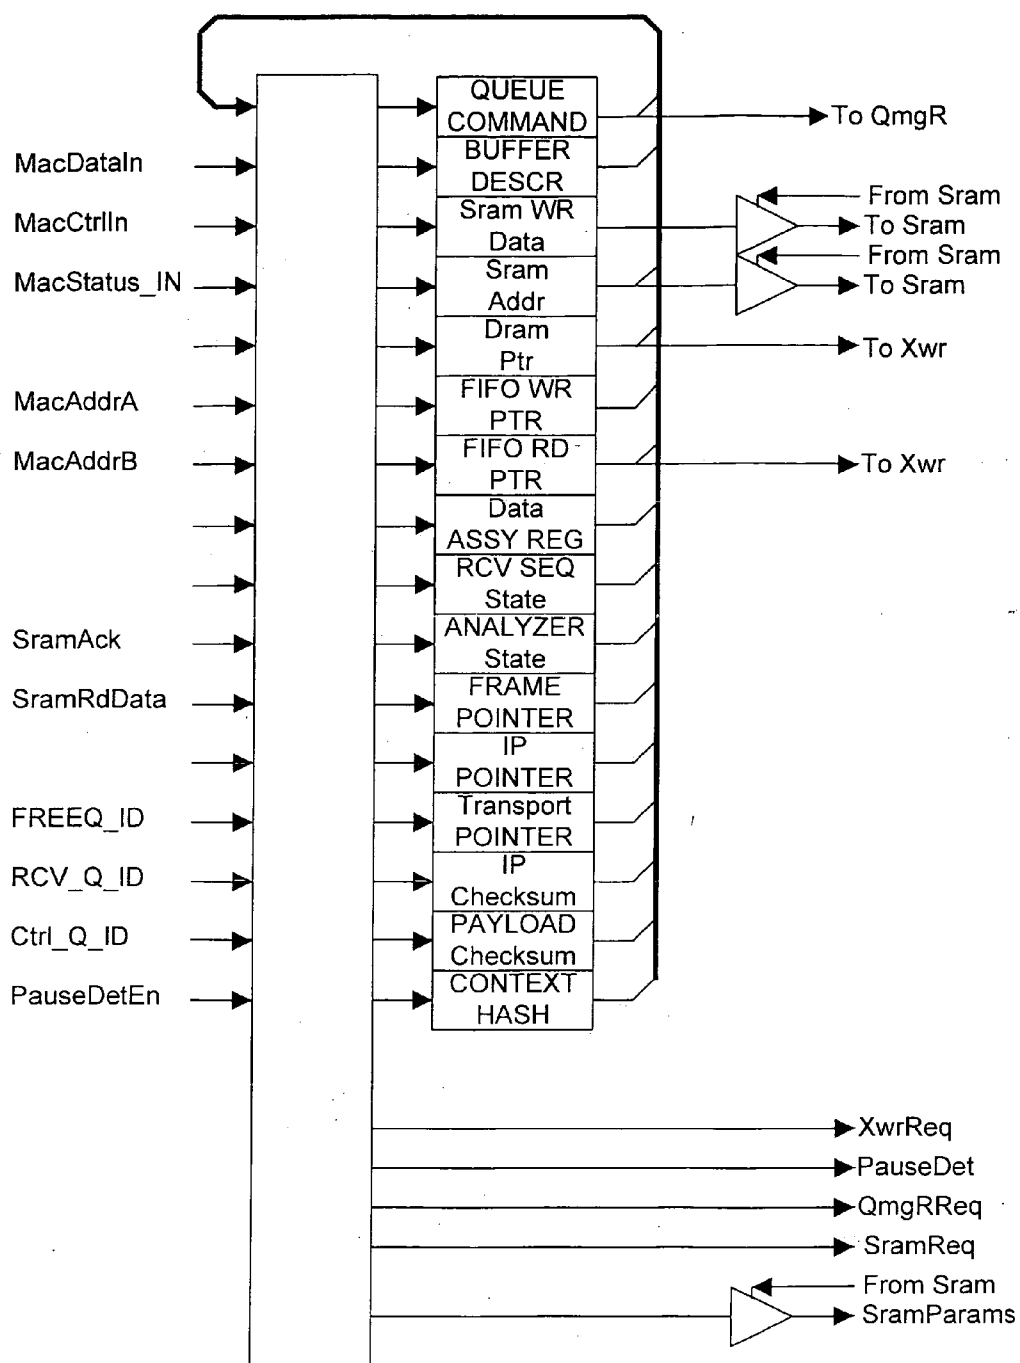 QUEUE
COMMAND
To QmgR
MacDataIn
BUFFER
DESCR
MacCtrlIn
Sram WR
Data
From Sram
To Sram
From Sram
MacStatus_IN
Sram
Addr
To Sram
Dram
Ptr
To Xwr
MacAddrA
FIFO WR
PTR
MacAddrB
FIFO RD
PTR
To Xwr
Data
ASSY REG
RCV SEQ
State
SramAck
ANALYZER
State
SramRdData
FRAME
POINTER
IP
POINTER
FREEQ_ID
Transport
POINTER
RCV_Q_ID
IP
Checksum
Ctrl_Q_ID
PAYLOAD
Checksum
PauseDetEn
CONTEXT
HASH
XwrReq
PauseDet
QmgRReq
SramReq
From Sram
SramParams